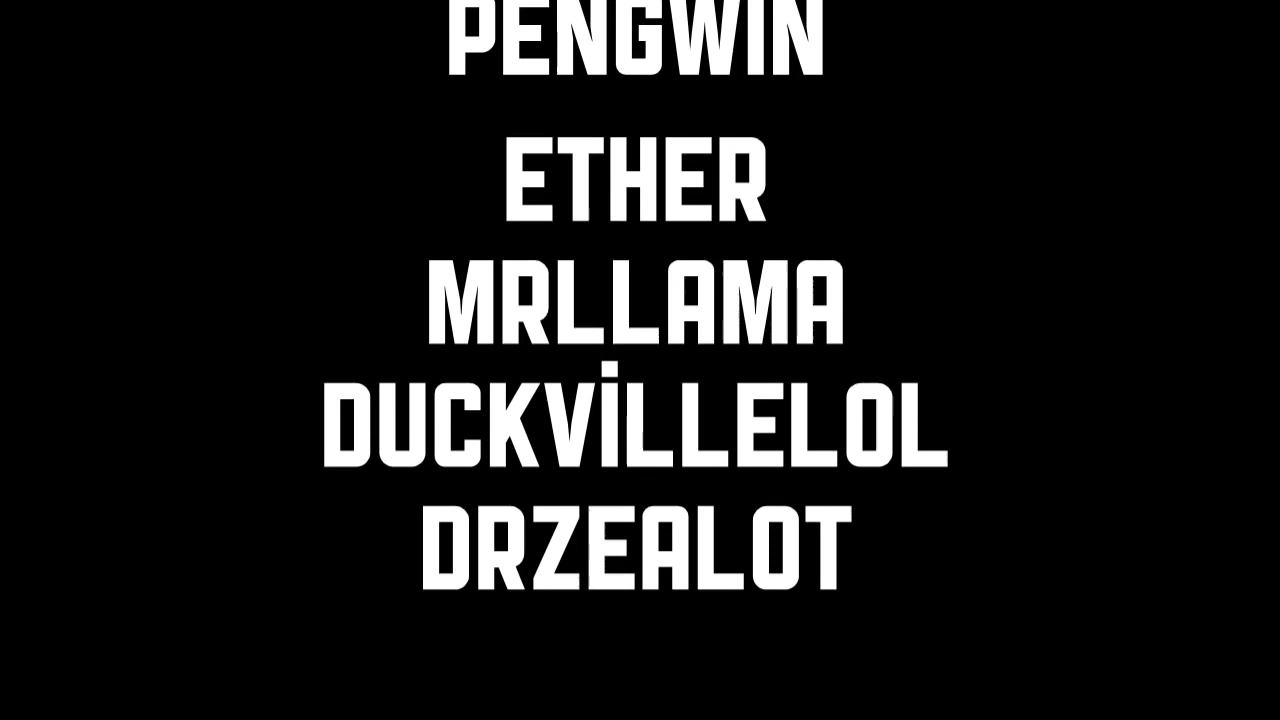 PENGWIN
ETHER
MRLLAMA
DUCKVİLLELOL
DRZEALOT